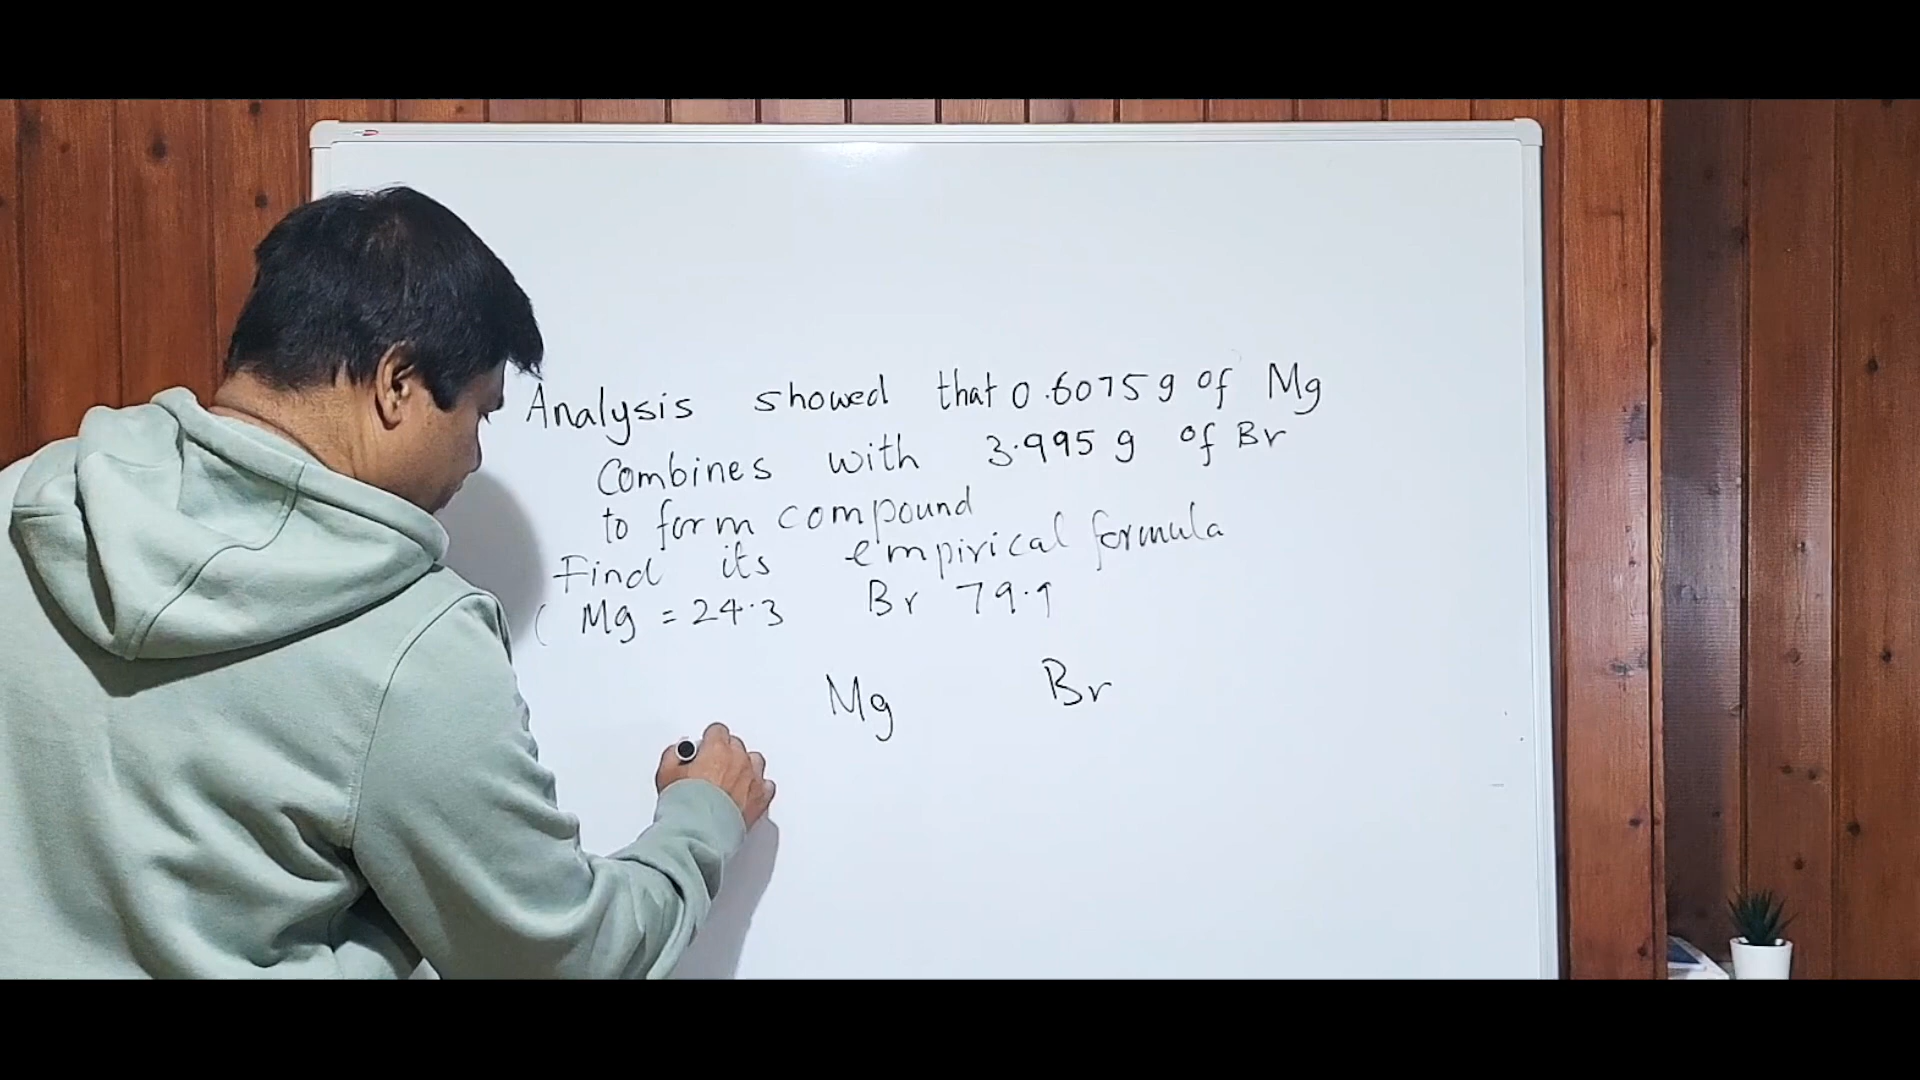 Analysis showed that 0.6075 g of Mg
Combines with 3.995 g of Br
to form compound
Find its empirical formula
( Mg = 24.3 Br 79.9
Mg Br